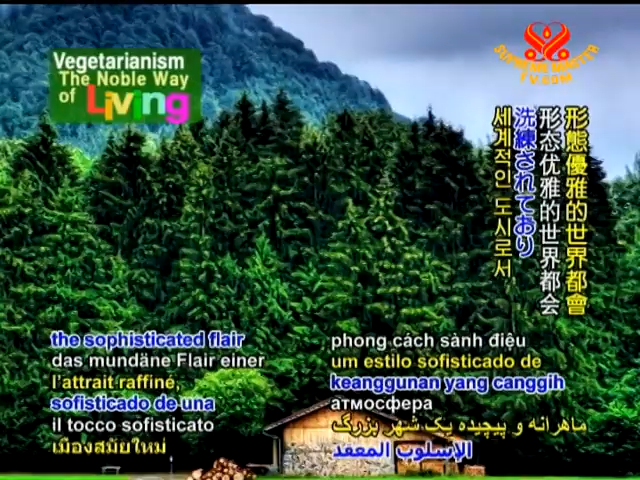 Vegetarianism
The Noble Way
of Living
SUPREME MASTER
TV.COM
形態優雅的世界都會
形态优雅的世界都会
洗練されており
세계적인 도시로서
the sophisticated flair
das mundäne Flair einer
l'attrait raffiné,
sofisticado de una
il tocco sofisticato
เมืองสมัยใหม่
phong cách sành điệu
um estilo sofisticado de
keanggunan yang canggih
атмосфера
ماهرانه و پیچیده یک شهر بزرگ
الإسلوب المعقد